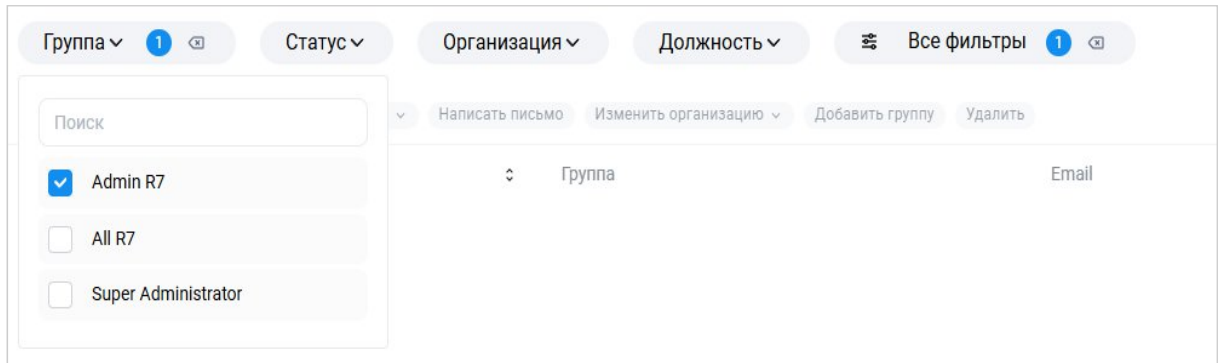 Группа 1 Статус Организация Должность Все фильтры 1
Поиск
Написать письмо Изменить организацию Добавить группу Удалить
Admin R7
Группа Email
All R7
Super Administrator